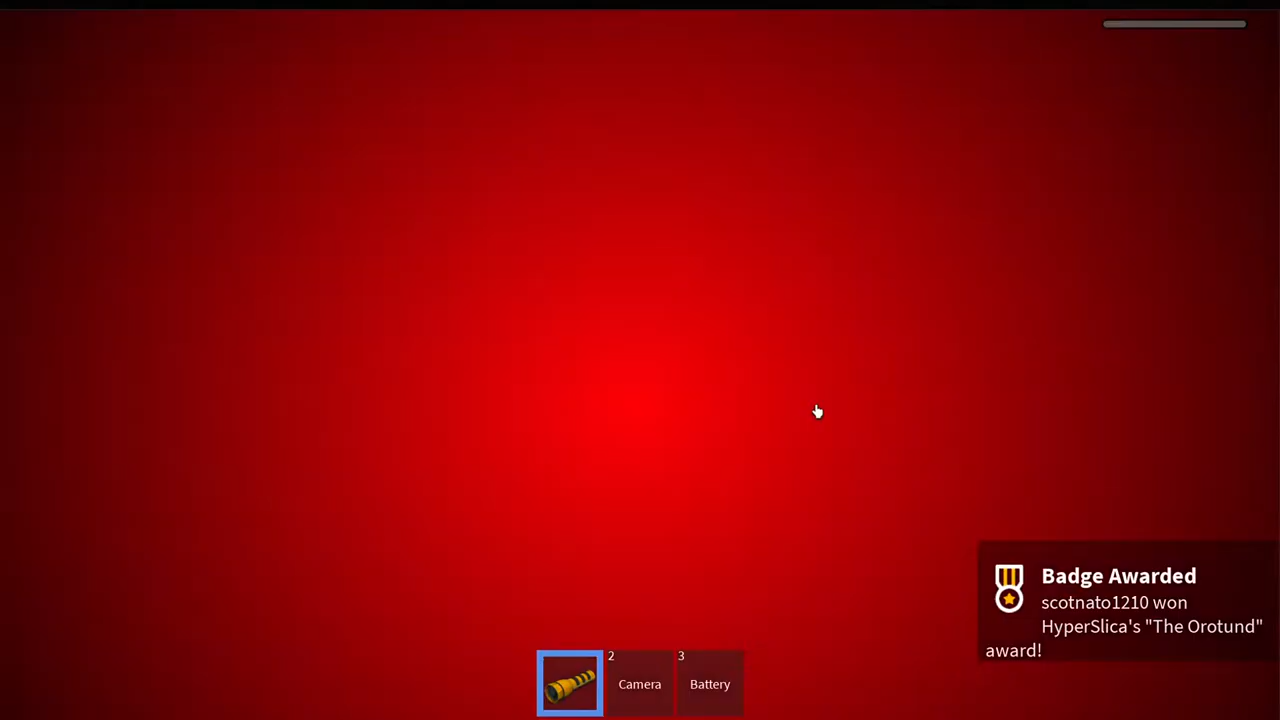 Badge Awarded
scotnato1210 won
HyperSlica's "The Orotund"
award!
2
3
Camera
Battery